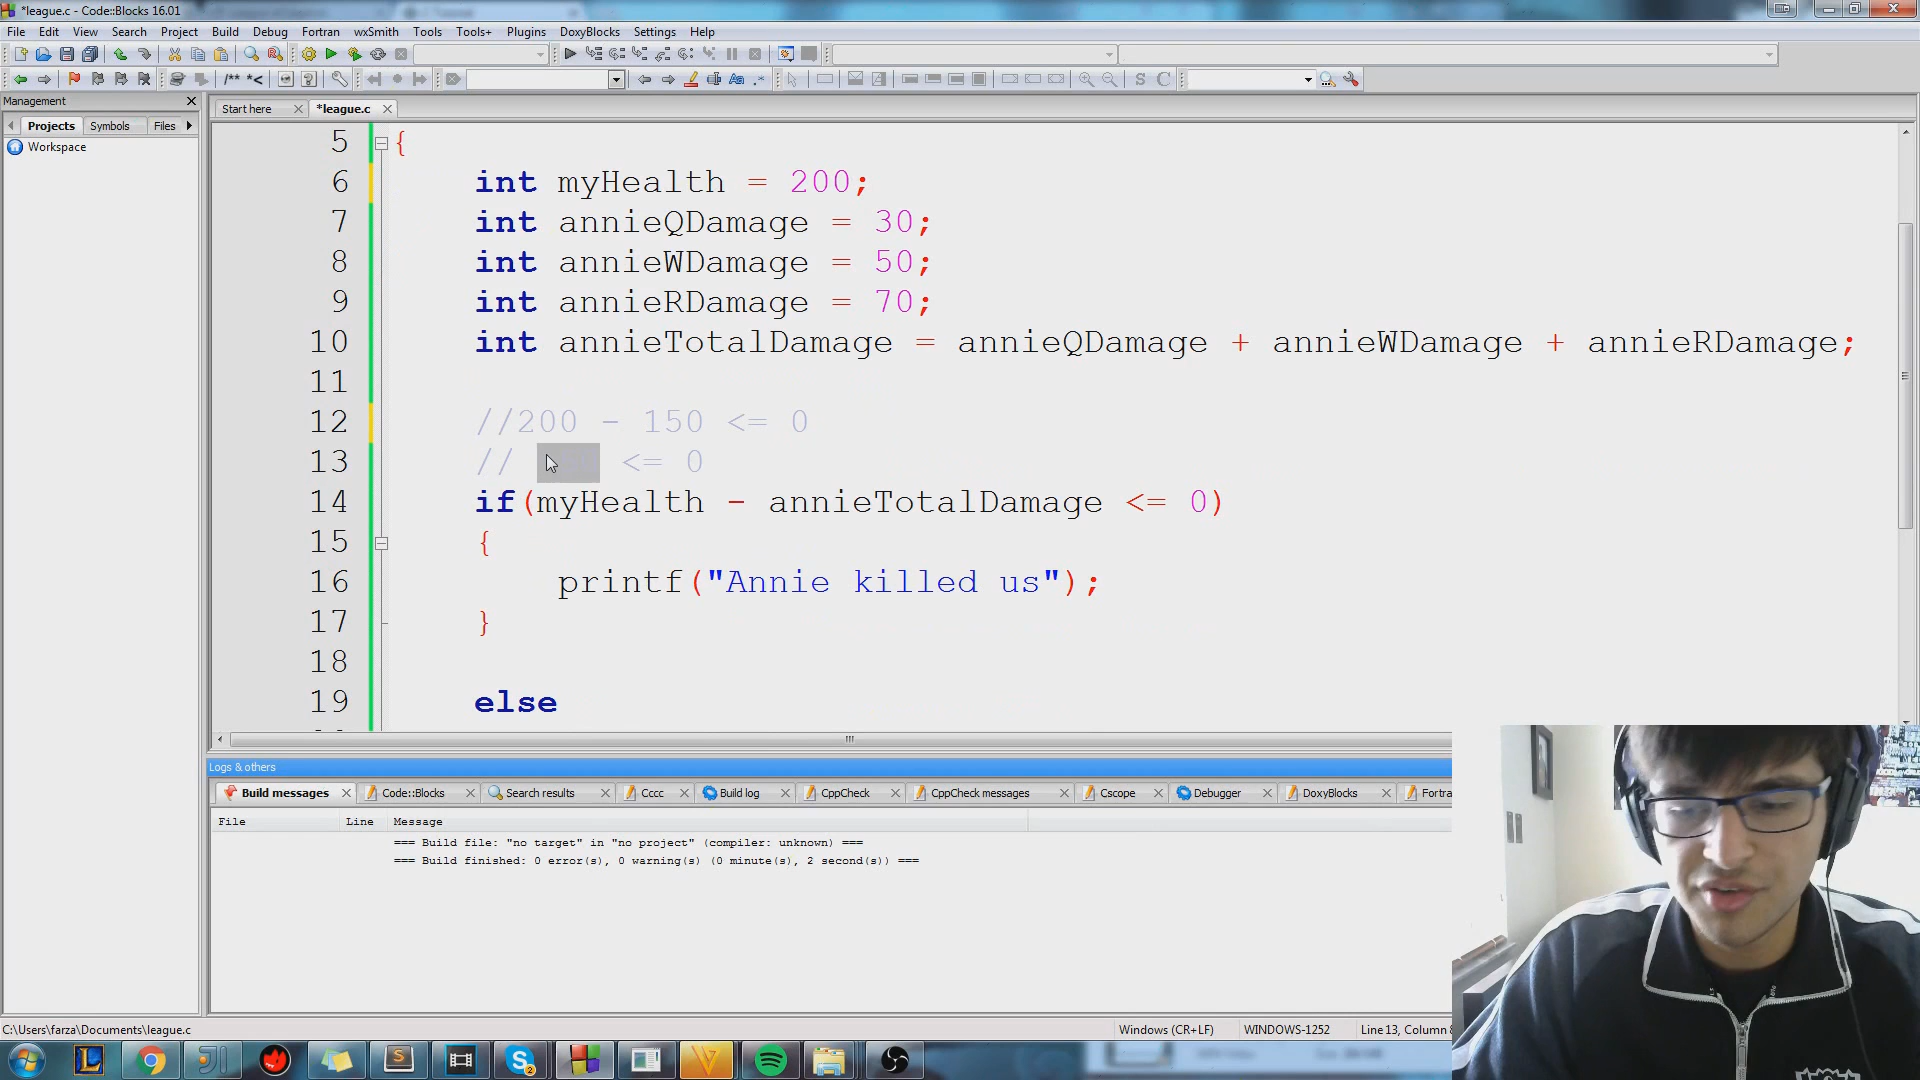 *league.c - Code::Blocks 16.01
File Edit View Search Project Build Debug Fortran wxSmith Tools Tools+ Plugins DoxyBlocks Settings Help
/** *<
Management
Start here *league.c
Projects Symbols Files
Workspace
5 {
6 int myHealth = 200;
7 int annieQDamage = 30;
8 int annieWDamage = 50;
9 int annieRDamage = 70;
10 int annieTotalDamage = annieQDamage + annieWDamage + annieRDamage;
11
12 //200 - 150 <= 0
13 // <= 0
14 if(myHealth - annieTotalDamage <= 0)
15 {
16 printf("Annie killed us");
17 }
18
19 else
Logs & others
Build messages Code::Blocks Search results Cccc Build log CppCheck CppCheck messages Cscope Debugger DoxyBlocks Fortra
File Line Message
=== Build file: "no target" in "no project" (compiler: unknown) ===
=== Build finished: 0 error(s), 0 warning(s) (0 minute(s), 2 second(s)) ===
C:\Users\farza\Documents\league.c Windows (CR+LF) WINDOWS-1252 Line 13, Column